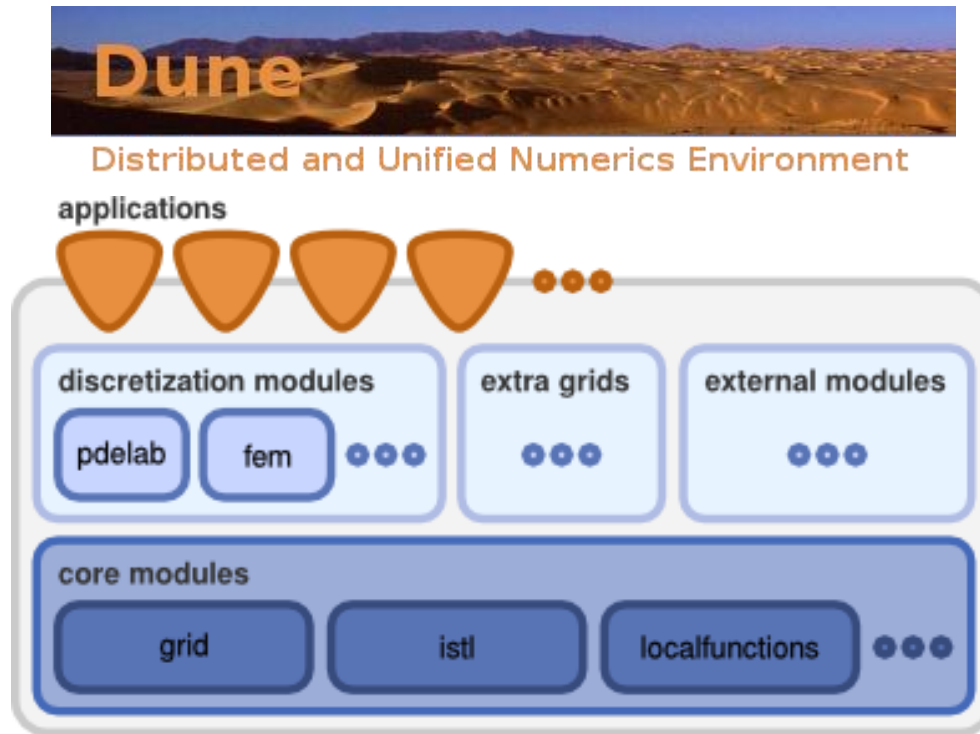 Dune
Distributed and Unified Numerics Environment
applications
discretization modules
extra grids
external modules
pdelab
fem
core modules
grid
istl
localfunctions